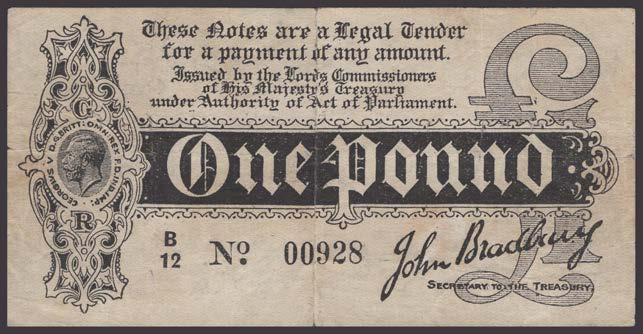 These Notes are a Legal Tender
for a payment of any amount.
Issued by the Lords Commissioners
of His Majesty's Treasury
under Authority of Act of Parliament.
£
G
GEORGIUS V D.G. BRITT: OMN: REX F.D. IND: IMP:
R
One Pound
B
12
No. 00928
John Bradbury
£1
SECRETARY TO THE TREASURY.